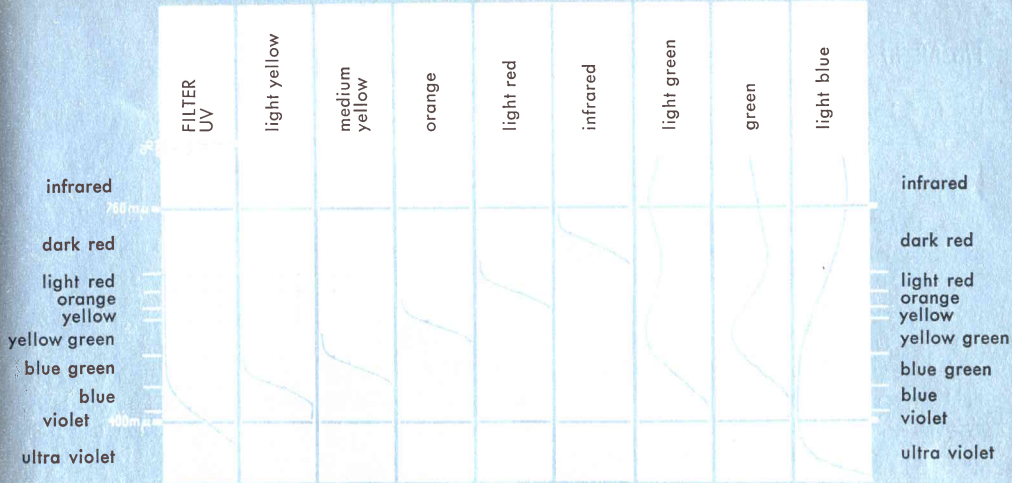 FILTER
UV
light yellow
medium
yellow
orange
light red
infrared
light green
green
light blue
infrared
760 mµ
dark red
light red
orange
yellow
yellow green
blue green
blue
violet
400 mµ
ultra violet
infrared
dark red
light red
orange
yellow
yellow green
blue green
blue
violet
ultra violet